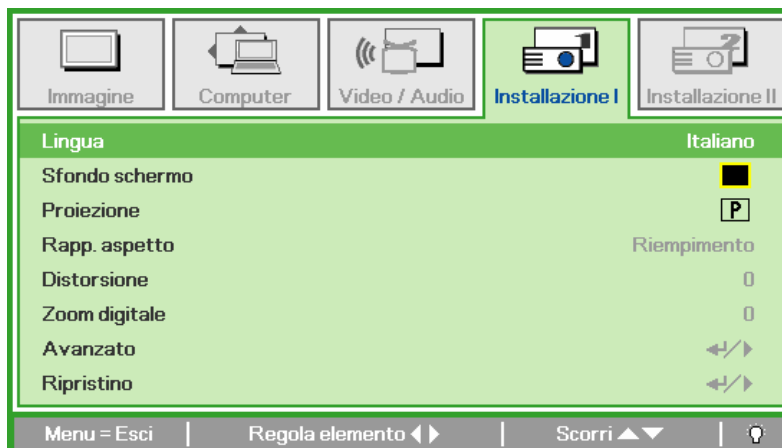 Immagine
Computer
Video / Audio
Installazione I
Installazione II
Lingua Italiano
Sfondo schermo
Proiezione P
Rapp. aspetto Riempimento
Distorsione 0
Zoom digitale 0
Avanzato
Ripristino
Menu = Esci Regola elemento Scorri